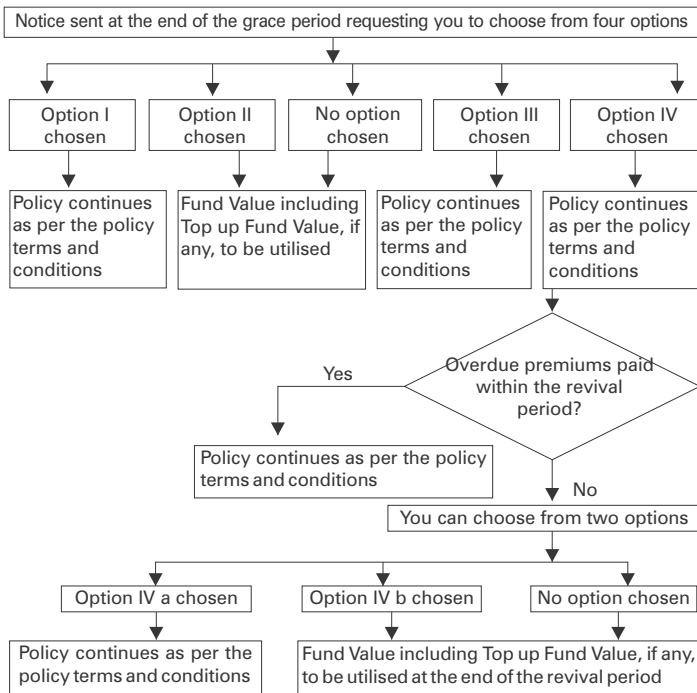 Notice sent at the end of the grace period requesting you to choose from four options
Option I
chosen
Option II
chosen
No option
chosen
Option III
chosen
Option IV
chosen
Policy continues
as per the policy
terms and
conditions
Fund Value including
Top up Fund Value, if
any, to be utilised
Policy continues
as per the policy
terms and
conditions
Policy continues
as per the policy
terms and
conditions
Overdue premiums paid
within the revival
period?
Yes
Policy continues as per the policy
terms and conditions
No
You can choose from two options
Option IV a chosen
Option IV b chosen
No option chosen
Policy continues as per the
policy terms and conditions
Fund Value including Top up Fund Value, if any,
to be utilised at the end of the revival period